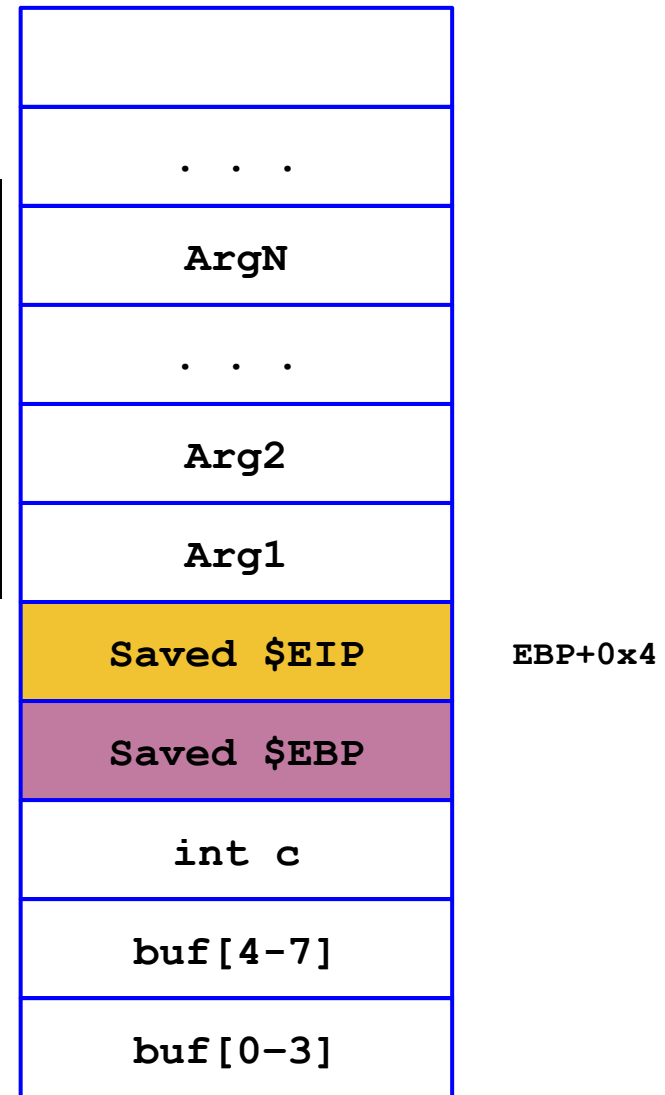 . . .
ArgN
. . .
Arg2
Arg1
Saved $EIP EBP+0x4
Saved $EBP
int c
buf[4-7]
buf[0–3]